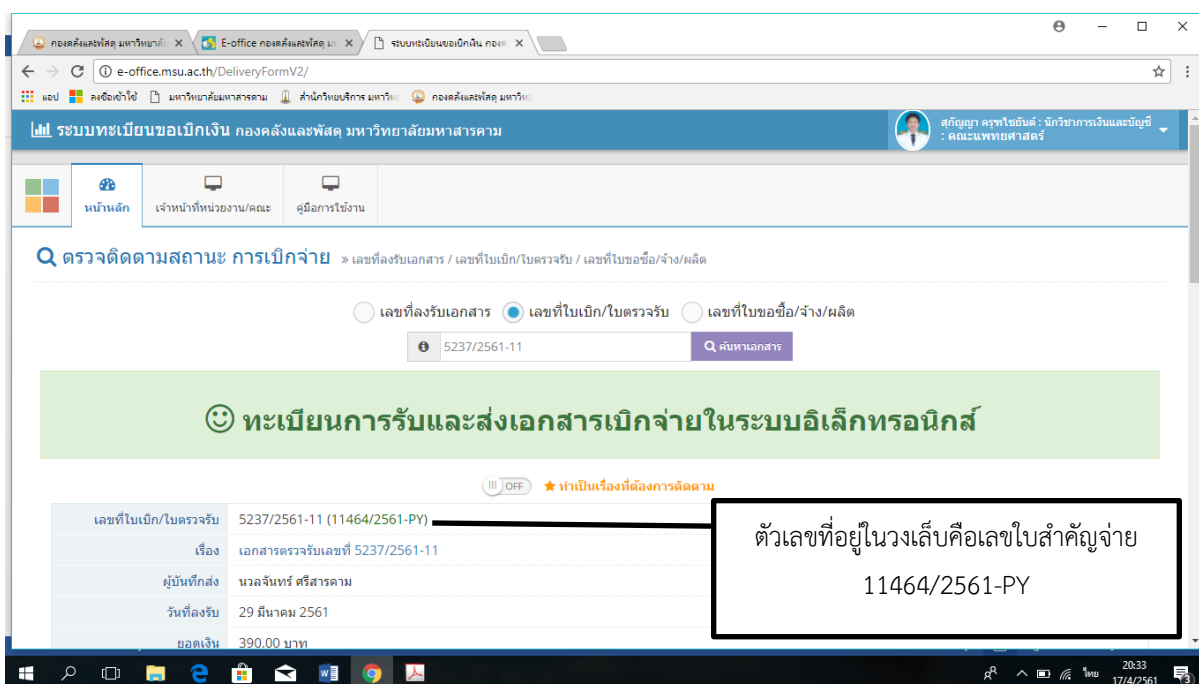 กองคลังและพัสดุ มหาวิทยาลั
E-office กองคลังและพัสดุ
ระบบทะเบียนขอเบิกเงิน กองค
e-office.msu.ac.th/DeliveryFormV2/
แอป
ลงชื่อเข้าใช้
มหาวิทยาลัยมหาสารคาม
สำนักวิทยบริการ มหาวิท
กองคลังและพัสดุ มหาวิท
ระบบทะเบียนขอเบิกเงิน กองคลังและพัสดุ มหาวิทยาลัยมหาสารคาม
สุกัญญา ครุฑไชยันต์ : นักวิชาการเงินและบัญชี
: คณะแพทยศาสตร์
หน้าหลัก
เจ้าหน้าที่หน่วยงาน/คณะ
คู่มือการใช้งาน
ตรวจติดตามสถานะ การเบิกจ่าย » เลขที่ลงรับเอกสาร / เลขที่ใบเบิก/ใบตรวจรับ / เลขที่ใบขอซื้อ/จ้าง/ผลิต
เลขที่ลงรับเอกสาร เลขที่ใบเบิก/ใบตรวจรับ เลขที่ใบขอซื้อ/จ้าง/ผลิต
5237/2561-11 ค้นหาเอกสาร
ทะเบียนการรับและส่งเอกสารเบิกจ่ายในระบบอิเล็กทรอนิกส์
OFF ทำเป็นเรื่องที่ต้องการติดตาม
เลขที่ใบเบิก/ใบตรวจรับ 5237/2561-11 (11464/2561-PY)
เรื่อง เอกสารตรวจรับเลขที่ 5237/2561-11
ผู้บันทึกส่ง นวลจันทร์ ศรีสารคาม
วันที่ลงรับ 29 มีนาคม 2561
ยอดเงิน 390.00 บาท
ตัวเลขที่อยู่ในวงเล็บคือเลขใบสำคัญจ่าย
11464/2561-PY
ไทย
20:33
17/4/2561
3